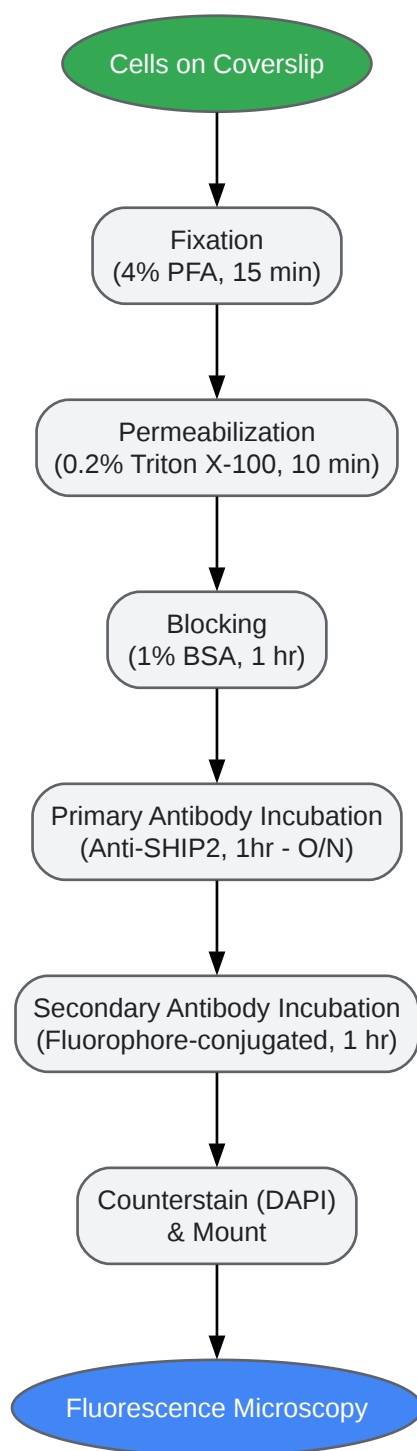 Cells on Coverslip
Fixation
(4% PFA, 15 min)
Permeabilization
(0.2% Triton X-100, 10 min)
Blocking
(1% BSA, 1 hr)
Primary Antibody Incubation
(Anti-SHIP2, 1hr - O/N)
Secondary Antibody Incubation
(Fluorophore-conjugated, 1 hr)
Counterstain (DAPI)
& Mount
Fluorescence Microscopy